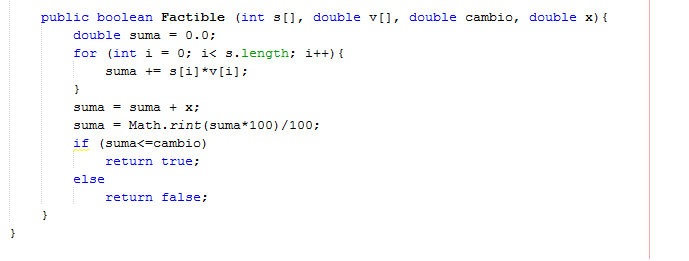 public boolean Factible (int s[], double v[], double cambio, double x){
double suma = 0.0;
for (int i = 0; i< s.length; i++){
suma += s[i]*v[i];
}
suma = suma + x;
suma = Math.rint(suma*100)/100;
if (suma<=cambio)
return true;
else
return false;
}
}